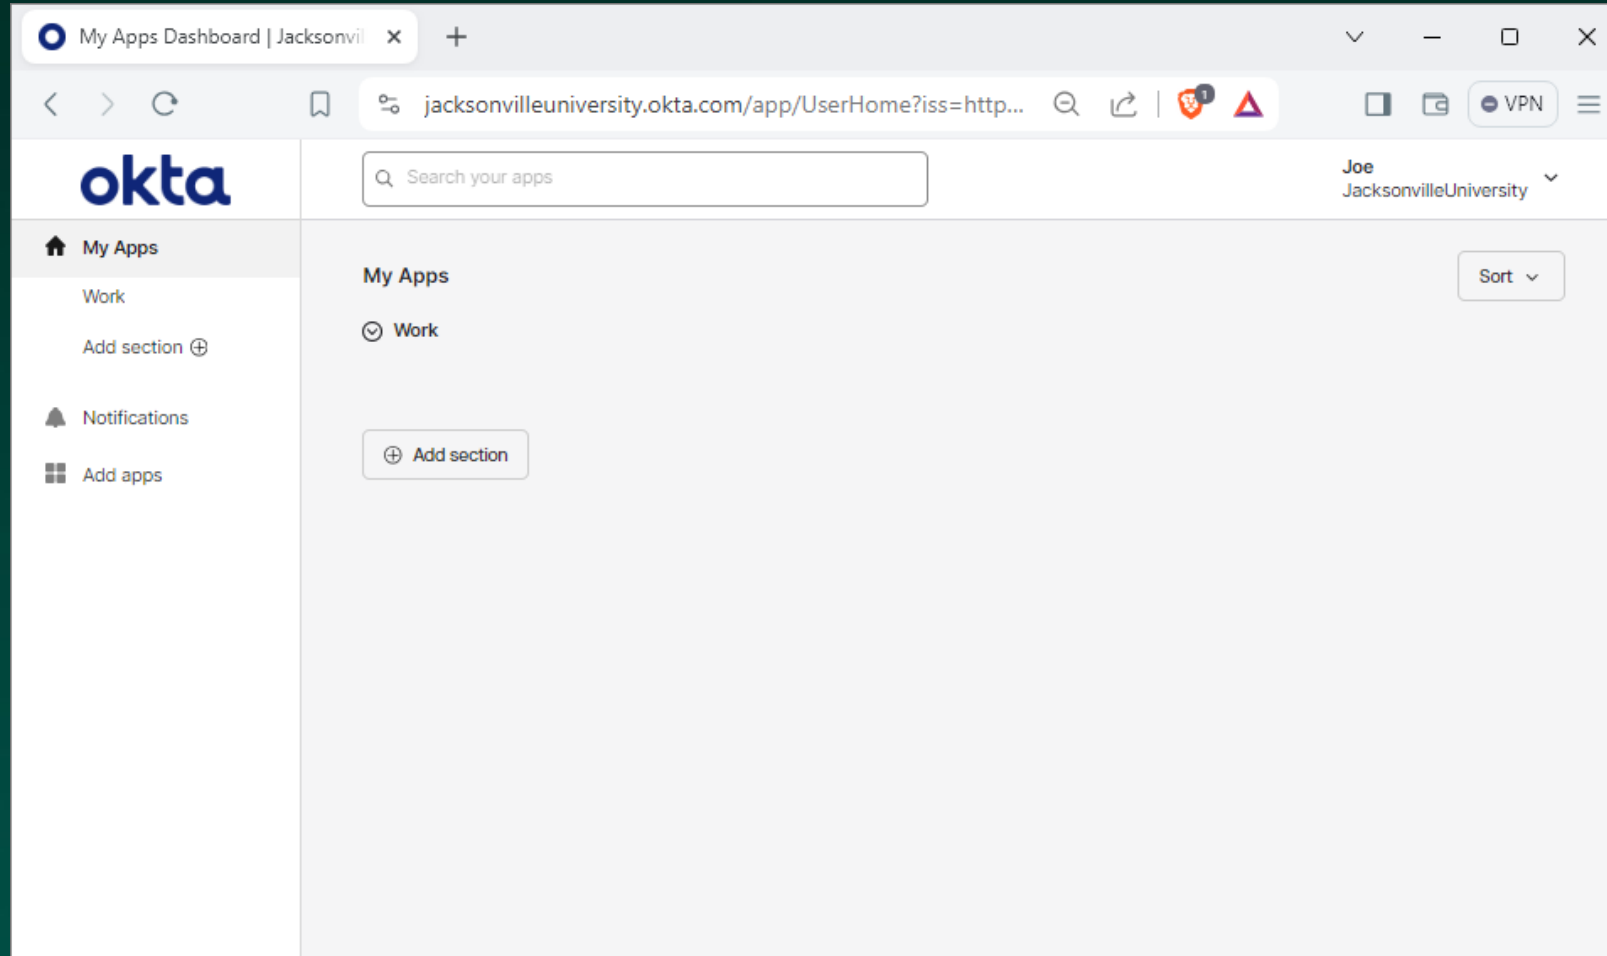 My Apps Dashboard | Jacksonvil
jacksonvilleuniversity.okta.com/app/UserHome?iss=http...
1
VPN
okta
Search your apps
Joe
JacksonvilleUniversity
My Apps
Work
Add section
Notifications
Add apps
My Apps
Sort
Work
Add section